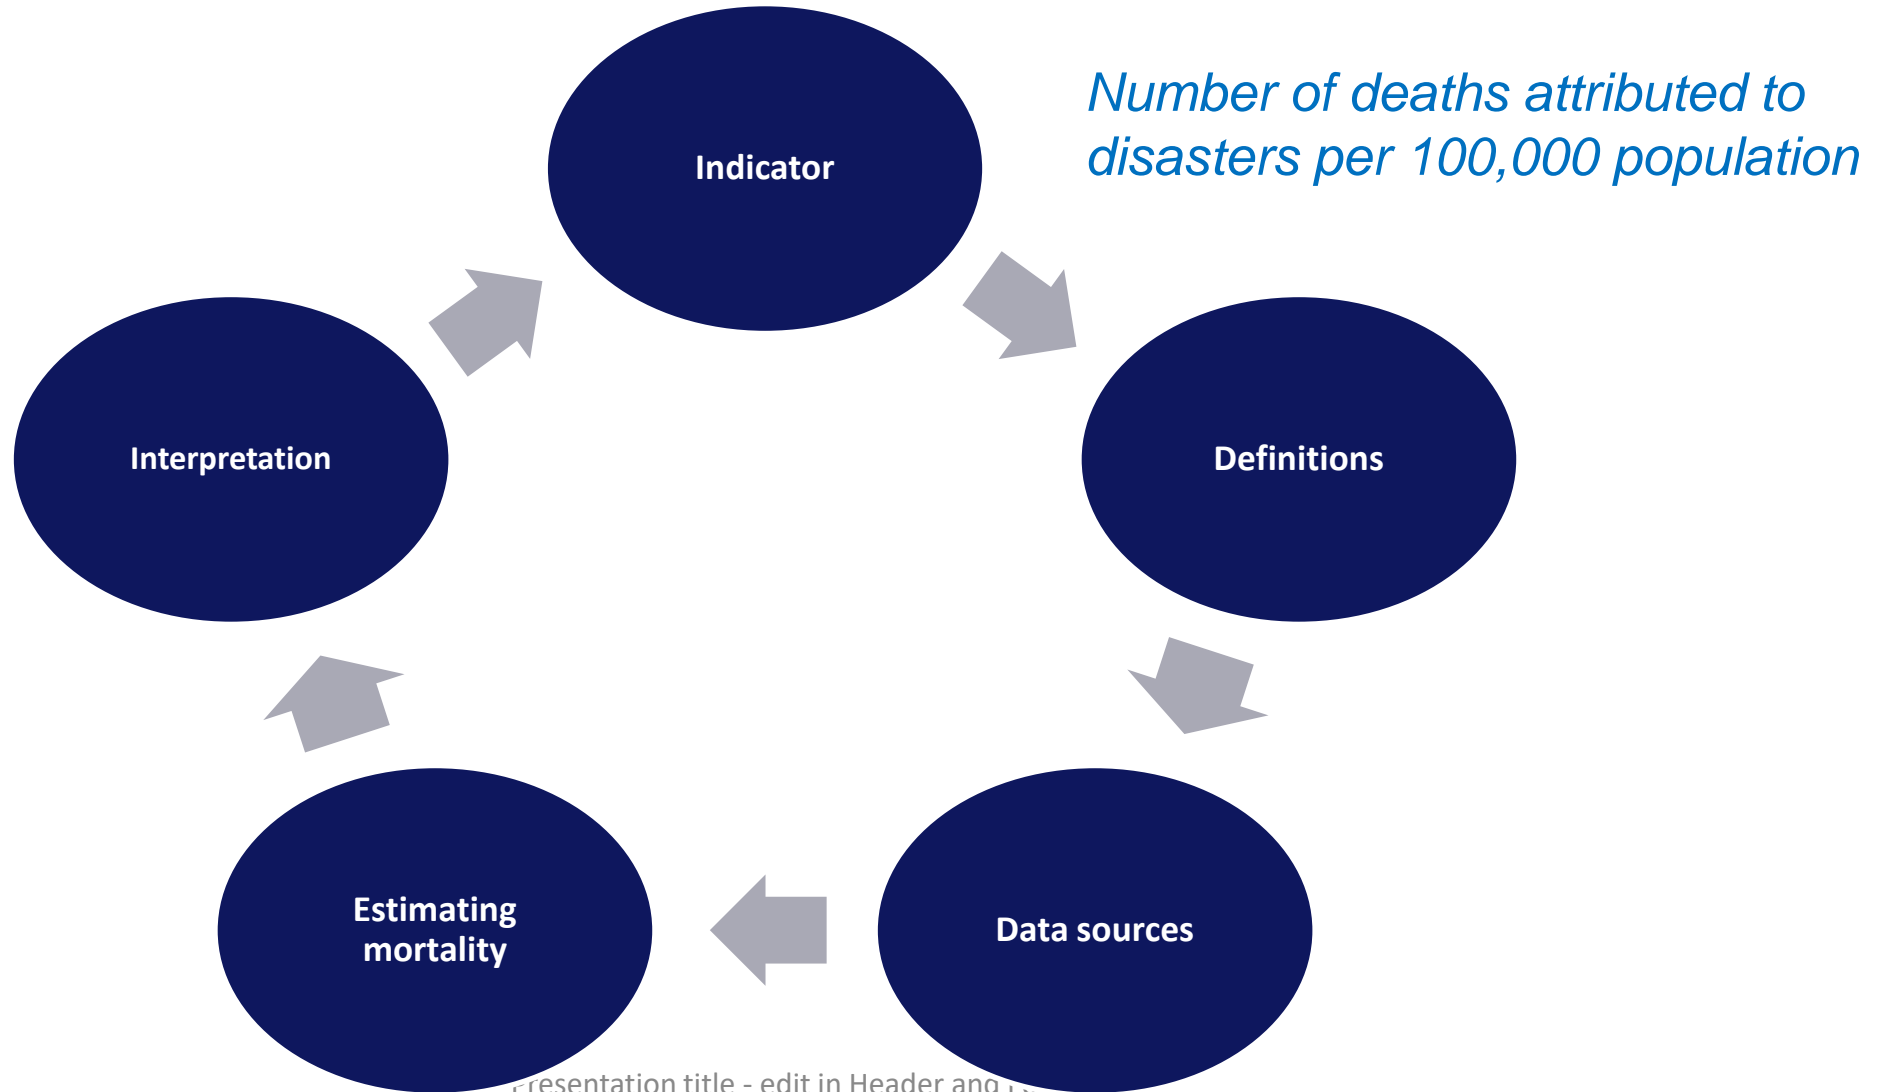 Indicator
Number of deaths attributed to
disasters per 100,000 population
Definitions
Data sources
Estimating
mortality
Interpretation
Presentation title - edit in Header and